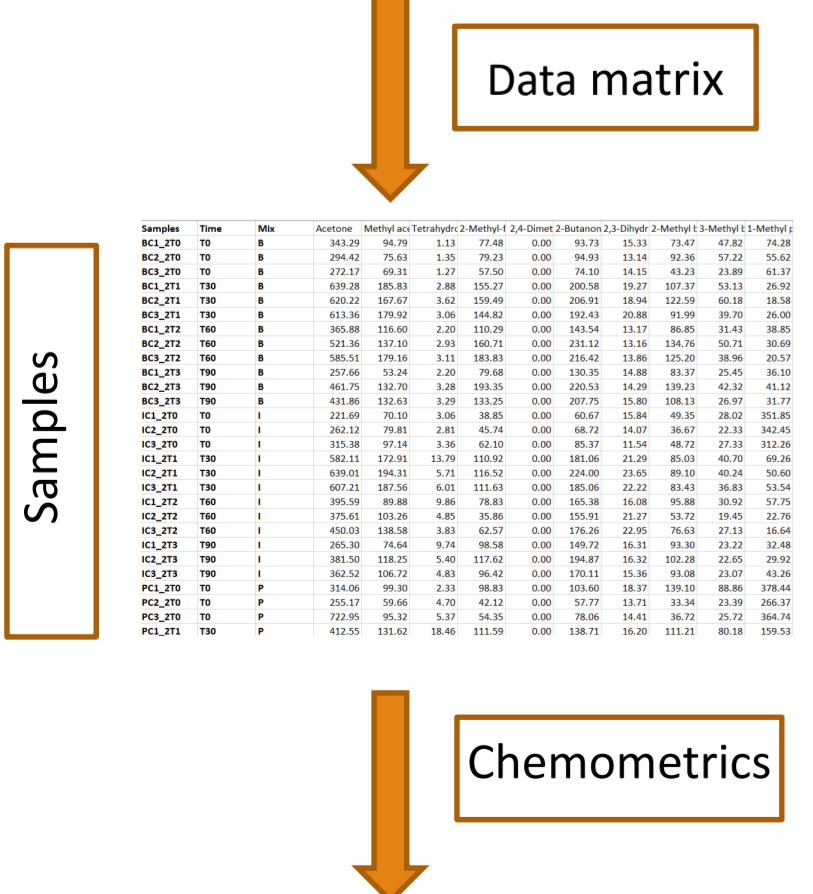 Data matrix
Samples Time Mix Acetone Methyl ace Tetrahydro 2-Methyl-f 2,4-Dimet 2-Butanon 2,3-Dihydr 2-Methyl b 3-Methyl b 1-Methyl p
BC1_2T0 T0 B 343.29 94.79 1.13 77.48 0.00 93.73 15.33 73.47 47.82 74.28
BC2_2T0 T0 B 294.42 75.63 1.35 79.23 0.00 94.93 13.14 92.36 57.22 55.62
BC3_2T0 T0 B 272.17 69.31 1.27 57.50 0.00 74.10 14.15 43.23 23.89 61.37
BC1_2T1 T30 B 639.28 185.83 2.88 155.27 0.00 200.58 19.27 107.37 53.13 26.92
BC2_2T1 T30 B 620.22 167.67 3.62 159.49 0.00 206.91 18.94 122.59 60.18 18.58
BC3_2T1 T30 B 613.36 179.92 3.06 144.82 0.00 192.43 20.88 91.99 39.70 26.00
BC1_2T2 T60 B 365.88 116.60 2.20 110.29 0.00 143.54 13.17 86.85 31.43 38.85
BC2_2T2 T60 B 521.36 137.10 2.93 160.71 0.00 231.12 13.16 134.76 50.71 30.69
BC3_2T2 T60 B 585.51 179.16 3.11 183.83 0.00 216.42 13.86 125.20 38.96 20.57
BC1_2T3 T90 B 257.66 53.24 2.20 79.68 0.00 130.35 14.88 83.37 25.45 36.10
BC2_2T3 T90 B 461.75 132.70 3.28 193.35 0.00 220.53 14.29 139.23 42.32 41.12
BC3_2T3 T90 B 431.86 132.63 3.29 133.25 0.00 207.75 15.80 108.13 26.97 31.77
IC1_2T0 T0 I 221.69 70.10 3.06 38.85 0.00 60.67 15.84 49.35 28.02 351.85
IC2_2T0 T0 I 262.12 79.81 2.81 45.74 0.00 68.72 14.07 36.67 22.33 342.45
IC3_2T0 T0 I 315.38 97.14 3.36 62.10 0.00 85.37 11.54 48.72 27.33 312.26
IC1_2T1 T30 I 582.11 172.91 13.79 110.92 0.00 181.06 21.29 85.03 40.70 69.26
IC2_2T1 T30 I 639.01 194.31 5.71 116.52 0.00 224.00 23.65 89.10 40.24 50.60
IC3_2T1 T30 I 607.21 187.56 6.01 111.63 0.00 185.06 22.22 83.43 36.83 53.54
IC1_2T2 T60 I 395.59 89.88 9.86 78.83 0.00 165.38 16.08 95.88 30.92 57.75
IC2_2T2 T60 I 375.61 103.26 4.85 35.86 0.00 155.91 21.27 53.72 19.45 22.76
IC3_2T2 T60 I 450.03 138.58 3.83 62.57 0.00 176.26 22.95 76.63 27.13 16.64
IC1_2T3 T90 I 265.30 74.64 9.74 98.58 0.00 149.72 16.31 93.30 23.22 32.48
IC2_2T3 T90 I 381.50 118.25 5.40 117.62 0.00 194.87 16.32 102.28 22.65 29.92
IC3_2T3 T90 I 362.52 106.72 4.83 96.42 0.00 170.11 15.36 93.08 23.07 43.26
PC1_2T0 T0 P 314.06 99.30 2.33 98.83 0.00 103.60 18.37 139.10 88.86 378.44
PC2_2T0 T0 P 255.17 59.66 4.70 42.12 0.00 57.77 13.71 33.34 23.39 266.37
PC3_2T0 T0 P 722.95 95.32 5.37 54.35 0.00 78.06 14.41 36.72 25.72 364.74
PC1_2T1 T30 P 412.55 131.62 18.46 111.59 0.00 138.71 16.20 111.21 80.18 159.53
Samples
Chemometrics